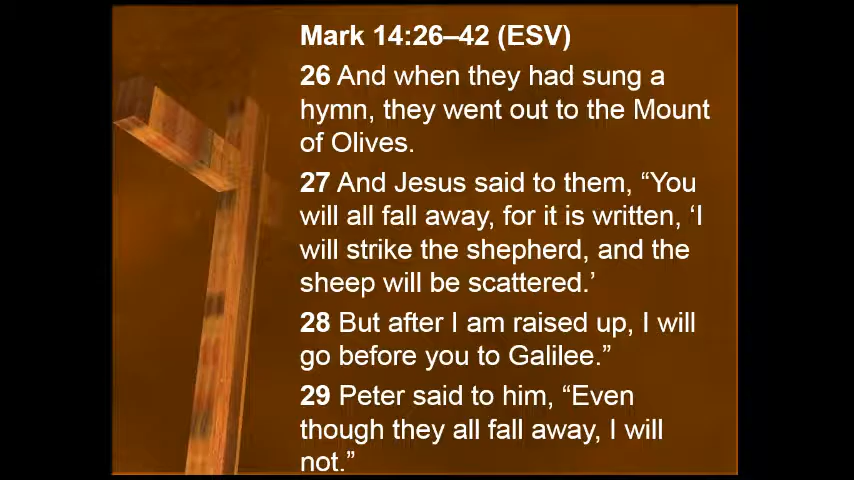 Mark 14:26–42 (ESV)
26 And when they had sung a
hymn, they went out to the Mount
of Olives.
27 And Jesus said to them, “You
will all fall away, for it is written, ‘I
will strike the shepherd, and the
sheep will be scattered.’
28 But after I am raised up, I will
go before you to Galilee.”
29 Peter said to him, “Even
though they all fall away, I will
not.”